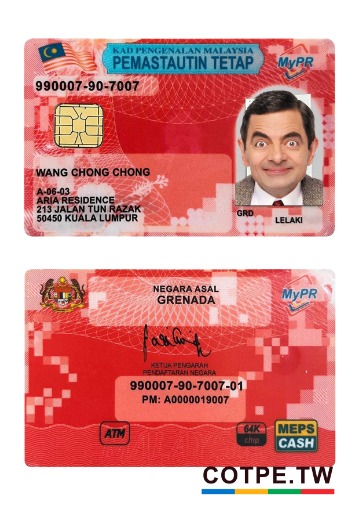 KAD PENGENALAN MALAYSIA
PEMASTAUTIN TETAP
MyPR
990007-90-7007
WANG CHONG CHONG
A-06-03
ARIA RESIDENCE
213 JALAN TUN RAZAK
50450 KUALA LUMPUR
GRD
LELAKI
NEGARA ASAL
GRENADA
MyPR
KETUA PENGARAH
PENDAFTARAN NEGARA
990007-90-7007-01
PM: A0000019007
ATM
64K
chip
MEPS
CASH
COTPE.TW